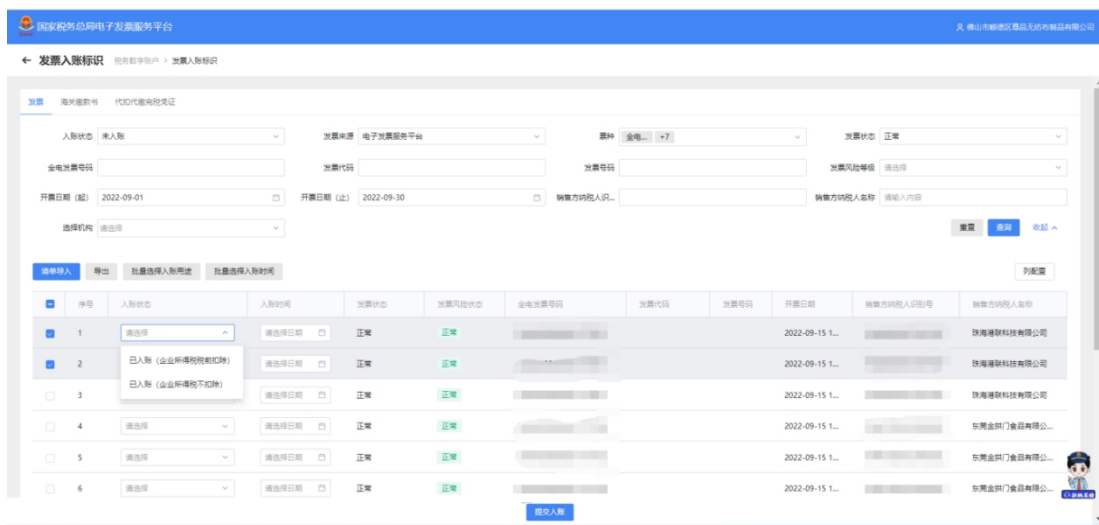 国家税务总局电子发票服务平台 佛山市顺德区尊品无纺布制品有限公司
← 发票入账标识 税务数字账户 > 发票入账标识
发票 海关缴款书 代扣代缴完税凭证
入账状态 未入账 发票来源 电子发票服务平台 票种 全电... +7 发票状态 正常
全电发票号码 发票代码 发票号码 发票风险等级 请选择
开票日期（起） 2022-09-01 开票日期（止） 2022-09-30 销售方纳税人识... 销售方纳税人名称 请输入内容
选择机构 请选择 重置 查询 收起
清单导入 导出 批量选择入账用途 批量选择入账时间 列配置
序号 入账状态 入账时间 发票状态 发票风险状态 全电发票号码 发票代码 发票号码 开票日期 销售方纳税人识别号 销售方纳税人名称
1 请选择 请选择日期 正常 正常 2022-09-15 1... 珠海港联科技有限公司
已入账（企业所得税税前扣除）
2 请选择日期 正常 正常 2022-09-15 1... 珠海港联科技有限公司
已入账（企业所得税不扣除）
3 请选择 请选择日期 正常 正常 2022-09-15 1... 珠海港联科技有限公司
4 请选择 请选择日期 正常 正常 2022-09-15 1... 东莞金拱门食品有限公...
5 请选择 请选择日期 正常 正常 2022-09-15 1... 东莞金拱门食品有限公...
6 请选择 请选择日期 正常 正常 2022-09-15 1... 东莞金拱门食品有限公...
提交入账